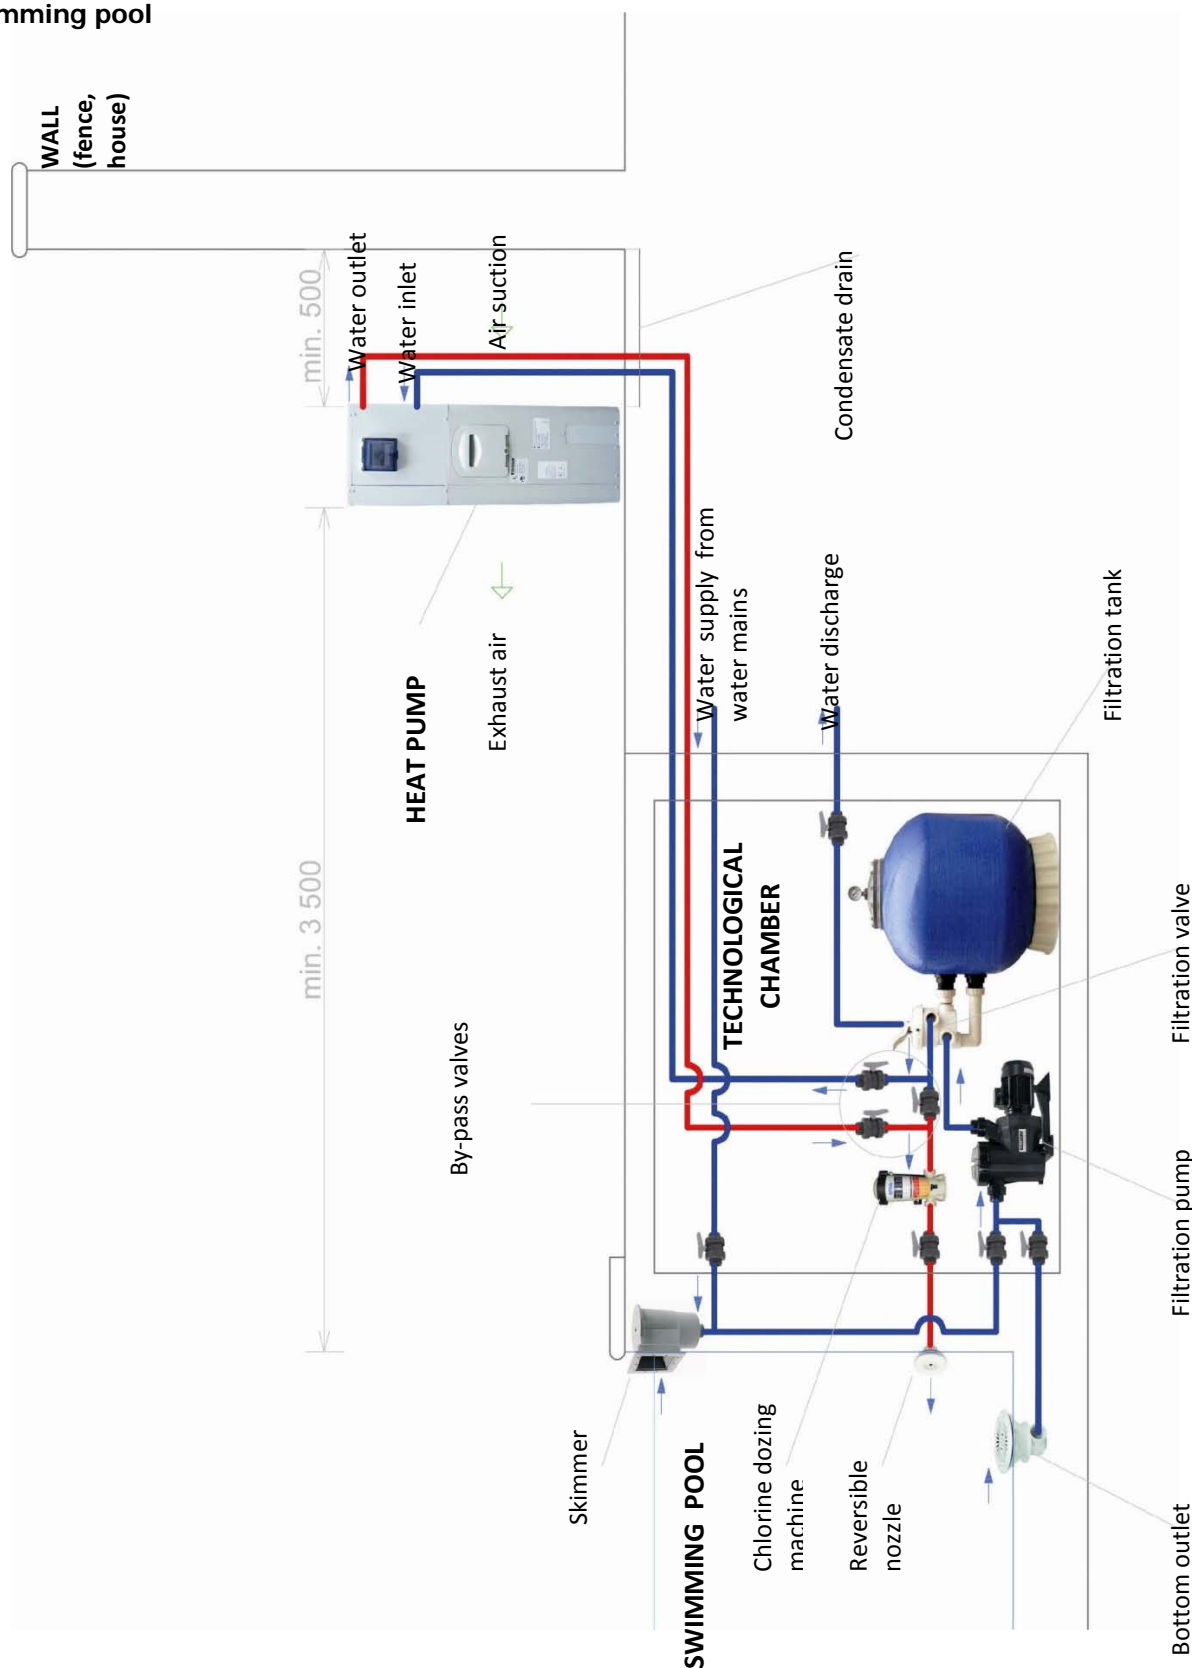 mming pool
WALL
(fence,
house)
min. 500
Water outlet
Water inlet
Air suction
Condensate drain
min. 3 500
HEAT PUMP
Exhaust air
Water supply from
water mains
Water discharge
Filtration tank
By-pass valves
TECHNOLOGICAL
CHAMBER
Filtration valve
Filtration pump
Skimmer
SWIMMING POOL
Chlorine dozing
machine
Reversible
nozzle
Bottom outlet